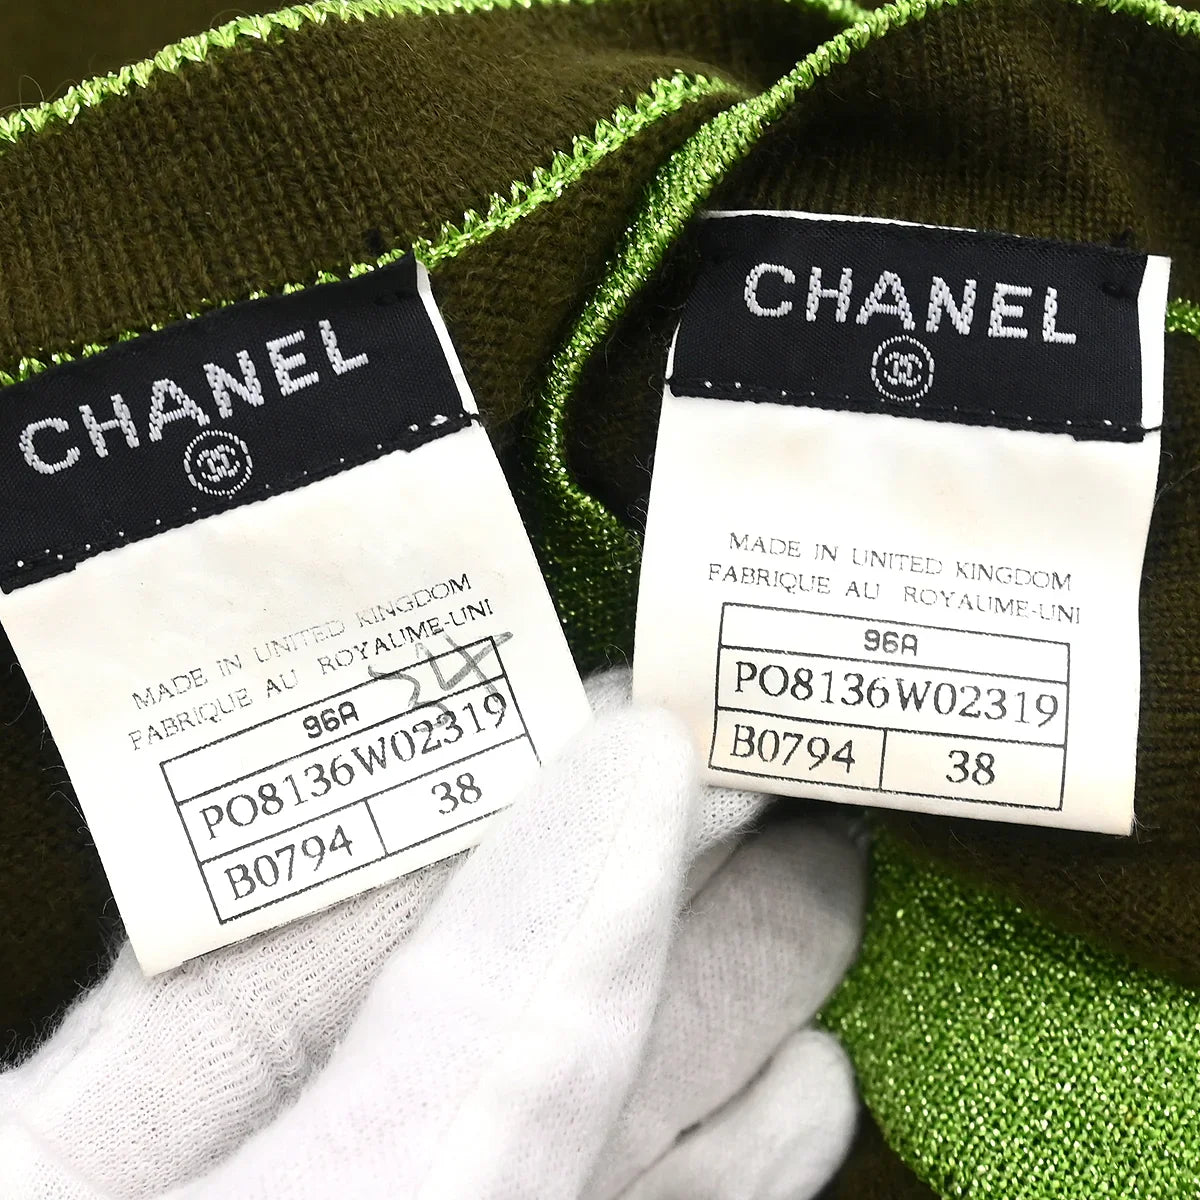 CHANEL
MADE IN UNITED KINGDOM
FABRIQUE AU ROYAUME-UNI
96A
PO8136W02319
B0794 38
CHANEL
MADE IN UNITED KINGDOM
FABRIQUE AU ROYAUME-UNI
96A
PO8136W02319
B0794 38